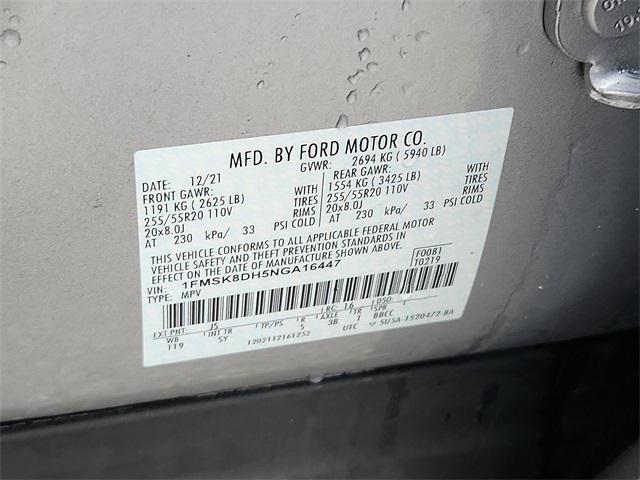 MFD. BY FORD MOTOR CO.
DATE: 12/21 GVWR: 2694 KG ( 5940 LB)
FRONT GAWR: REAR GAWR:
1191 KG ( 2625 LB) WITH 1554 KG ( 3425 LB) WITH
255/55R20 110V TIRES 255/55R20 110V TIRES
20x8.0J RIMS 20x8.0J RIMS
AT 230 kPa/ 33 PSI COLD AT 230 kPa/ 33 PSI COLD
THIS VEHICLE CONFORMS TO ALL APPLICABLE FEDERAL MOTOR
VEHICLE SAFETY AND THEFT PREVENTION STANDARDS IN
EFFECT ON THE DATE OF MANUFACTURE SHOWN ABOVE.
VIN: 1FMSK8DH5NGA16447 F0081
TYPE: MPV T0219
EXT PNT: J5 RC: 16 DSO:
WB INT TR TP/PS R AXLE TR SPR
119 5Y S 3B T BBCC
1202112161252 UTC 5U5A-1520472-BA